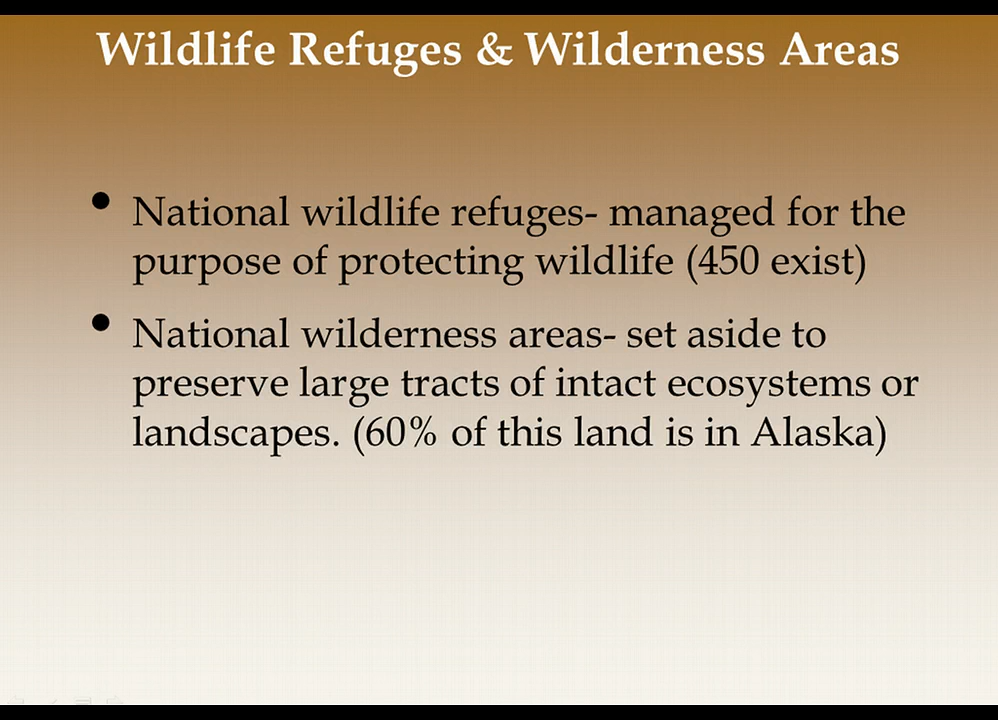 Wildlife Refuges & Wilderness Areas
• National wildlife refuges- managed for the
purpose of protecting wildlife (450 exist)
• National wilderness areas- set aside to
preserve large tracts of intact ecosystems or
landscapes. (60% of this land is in Alaska)